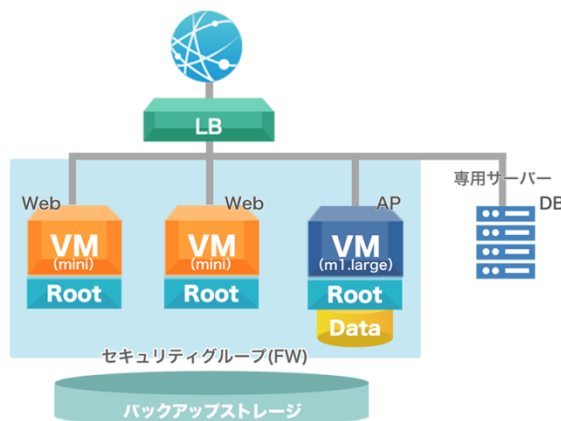 LB
専用サーバー
Web
Web
AP
DB
VM
(mini)
VM
(mini)
VM
(m1.large)
Root
Root
Root
Data
セキュリティグループ(FW)
バックアップストレージ